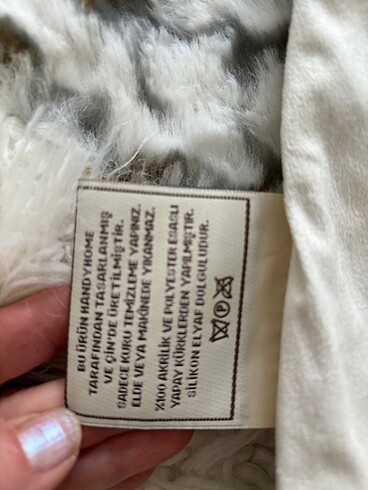 BU ÜRÜN HANDYHOME
TARAFINDAN TASARLANMIŞ
VE ÇİN'DE ÜRETİLMİŞTİR.
SADECE KURU TEMİZLEME YAPINIZ.
ELDE VEYA MAKİNEDE YIKANMAZ.
%100 AKRİLİK VE POLYESTER ESASLI
YAPAY KÜRKLERDEN YAPILMIŞTIR.
SİLİKON ELYAF DOLGULUDUR.
P